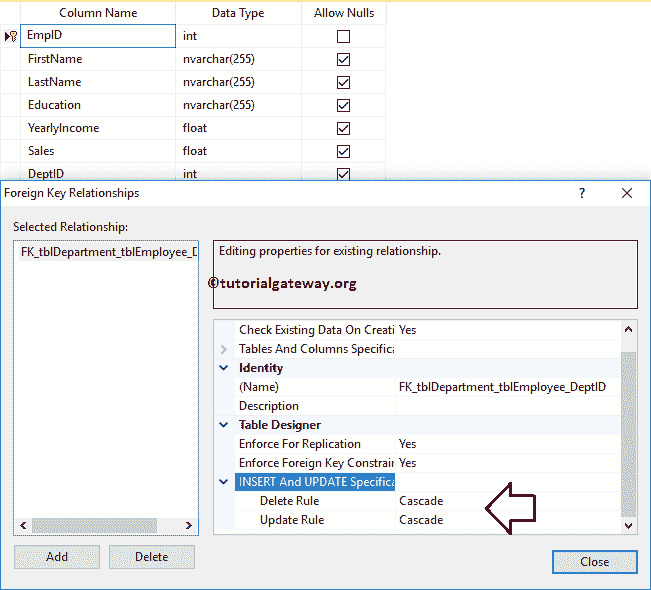 Column Name Data Type Allow Nulls
EmpID int
FirstName nvarchar(255)
LastName nvarchar(255)
Education nvarchar(255)
YearlyIncome float
Sales float
DeptID int
Foreign Key Relationships ?
Selected Relationship:
FK_tblDepartment_tblEmployee_D
Editing properties for existing relationship.
©tutorialgateway.org
Check Existing Data On Creati Yes
Tables And Columns Specifica
Identity
(Name) FK_tblDepartment_tblEmployee_DeptID
Description
Table Designer
Enforce For Replication Yes
Enforce Foreign Key Constrain Yes
INSERT And UPDATE Specifica
Delete Rule Cascade
Update Rule Cascade
Add Delete
Close